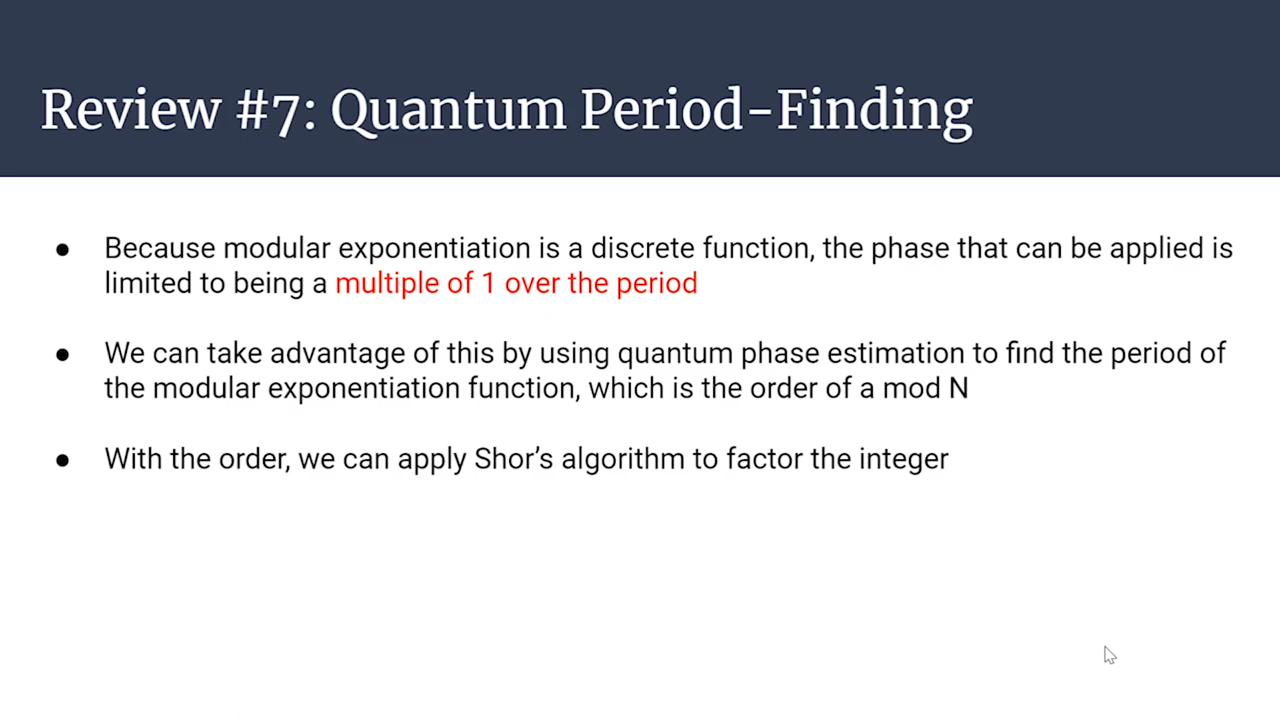 Review #7: Quantum Period-Finding
● Because modular exponentiation is a discrete function, the phase that can be applied is
limited to being a multiple of 1 over the period
● We can take advantage of this by using quantum phase estimation to find the period of
the modular exponentiation function, which is the order of a mod N
● With the order, we can apply Shor’s algorithm to factor the integer